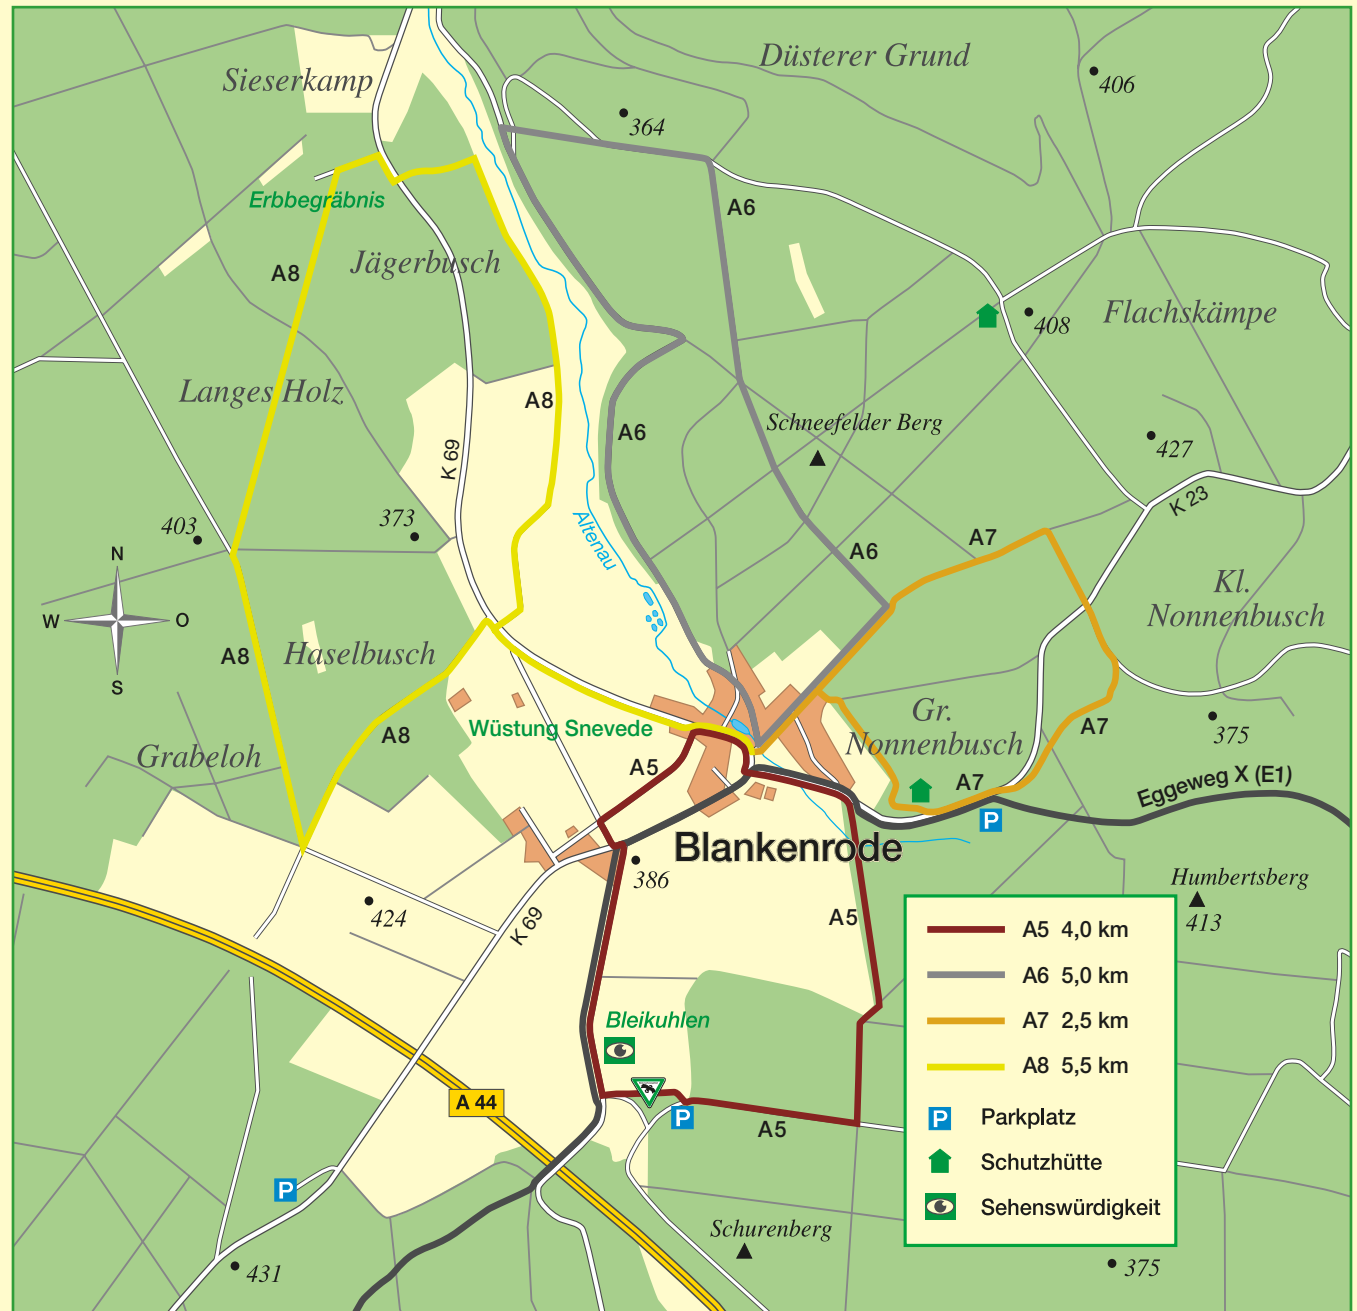 Düsterer Grund
Sieserkamp
406
364
Erbbegräbnis
A6
Jägerbusch
A8
408
Flachskämpe
Langes Holz
A8
A6
Schneefelder Berg
427
K 69
K 23
403
373
Altenau
A7
A6
N
W
O
S
Kl.
Nonnenbusch
Haselbusch
A8
Gr.
Nonnenbusch
375
A7
Wüstung Snevede
A8
Grabeloh
A5
A7
Eggeweg X (E1)
P
Blankenrode
386
Humbertsberg
413
424
K 69
A5
A5 4,0 km
A6 5,0 km
A7 2,5 km
A8 5,5 km
P Parkplatz
Schutzhütte
Sehenswürdigkeit
Bleikuhlen
A 44
P
A5
P
Schurenberg
431
375